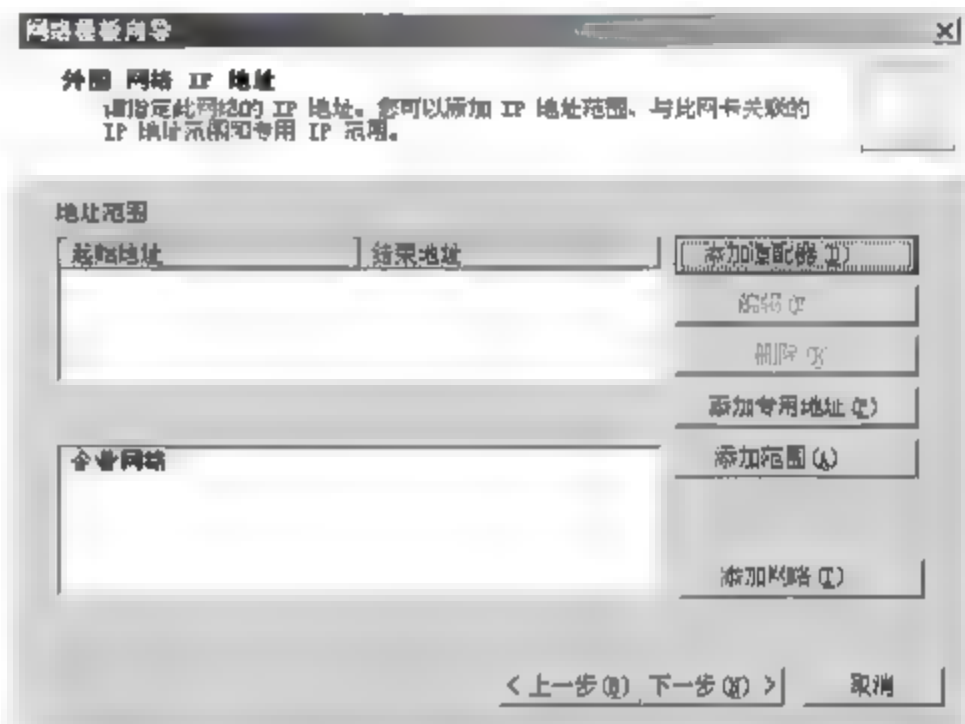 网络模板向导
外围 网络 IP 地址
请指定此网络的 IP 地址。您可以添加 IP 地址范围、与此网卡关联的
IP 地址范围和专用 IP 范围。
地址范围
起始地址 结束地址
添加适配器(D)
编辑(E)
删除(R)
添加专用地址(P)
企业网络
添加范围(A)
添加网络(T)
< 上一步(B) 下一步(N) > 取消